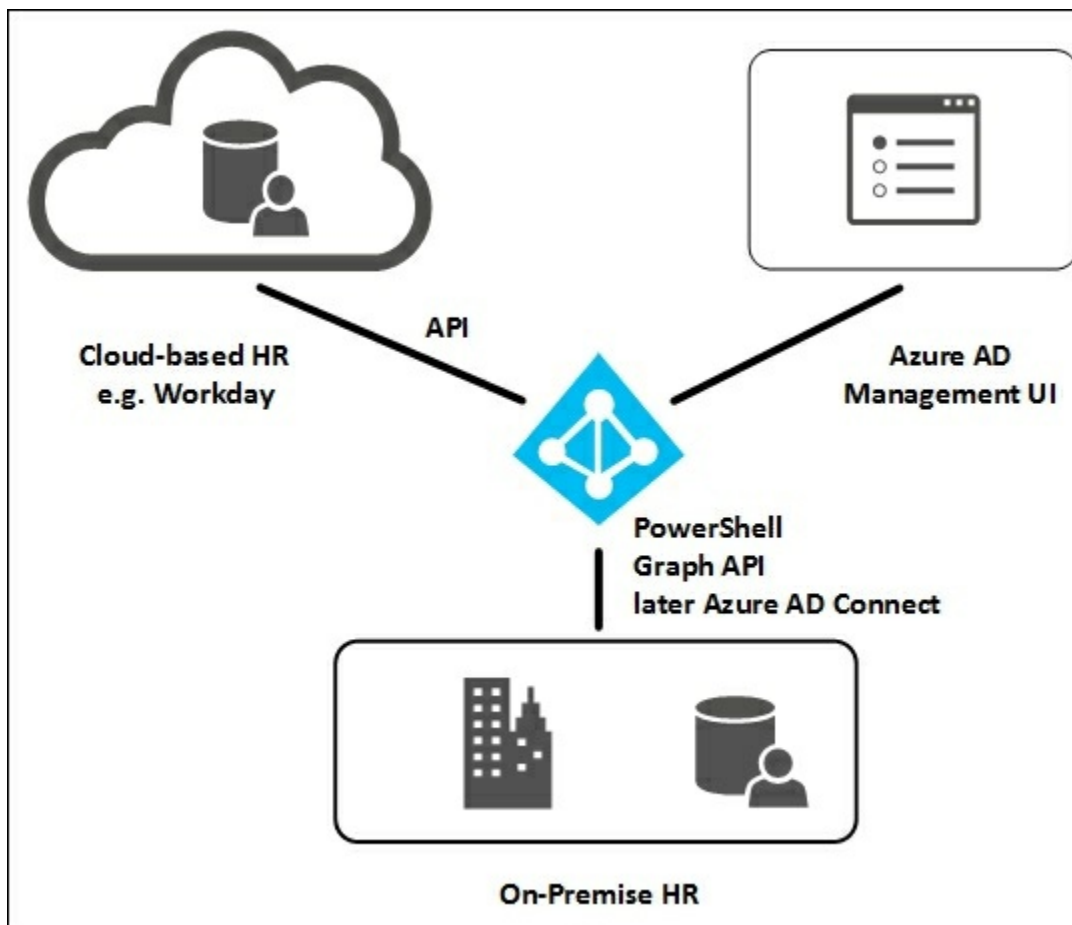 API
Cloud-based HR
e.g. Workday
Azure AD
Management UI
PowerShell
Graph API
later Azure AD Connect
On-Premise HR